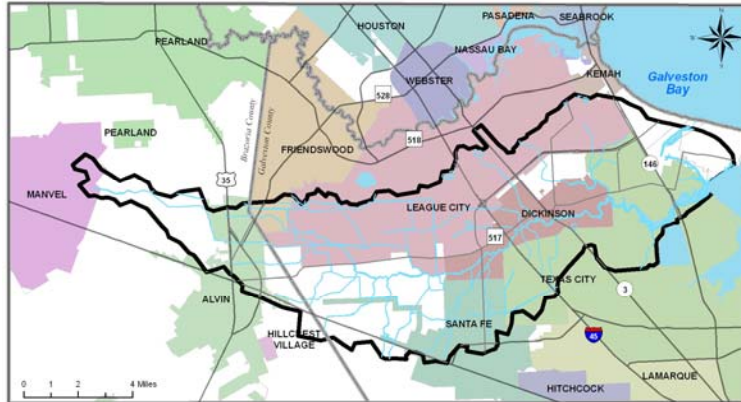 HOUSTON
PASADENA
SEABROOK
N
PEARLAND
NASSAU BAY
WEBSTER
KEMAH
Galveston
Bay
528
518
PEARLAND
Brazoria County
Galveston County
FRIENDSWOOD
146
35
MANVEL
LEAGUE CITY
DICKINSON
517
TEXAS CITY
3
ALVIN
SANTA FE
HILLCREST
VILLAGE
45
LAMARQUE
HITCHCOCK
0 1 2 4 Miles